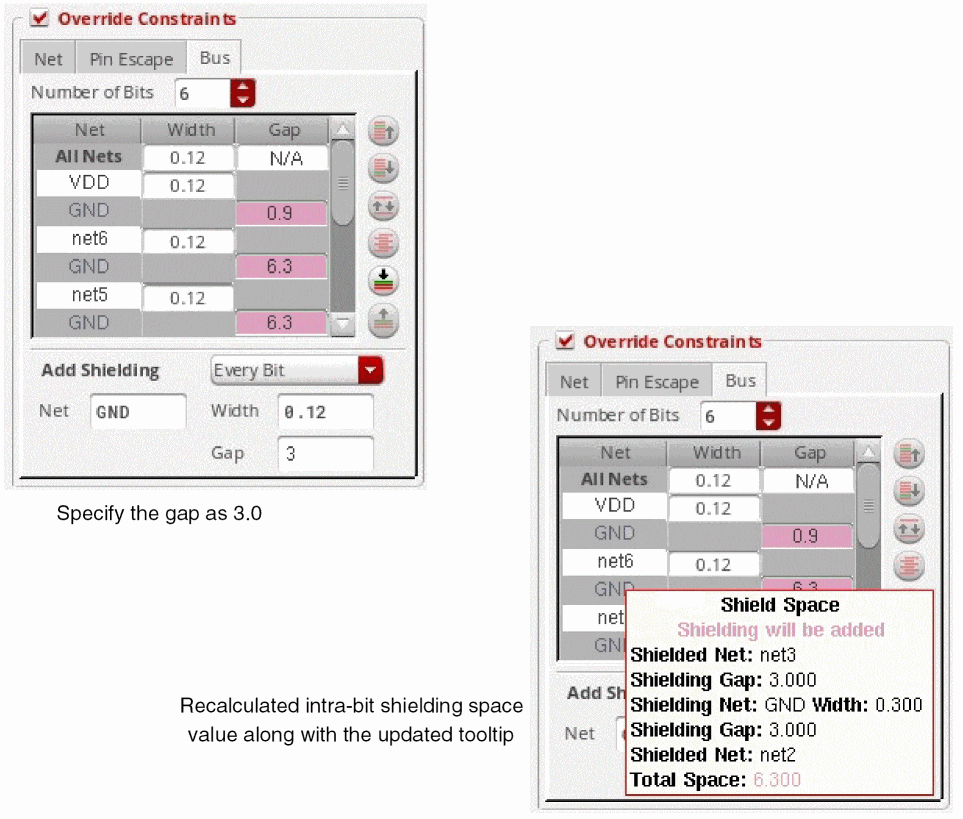 Override Constraints
Net Pin Escape Bus
Number of Bits 6
Net Width Gap
All Nets 0.12 N/A
VDD 0.12
GND 0.9
net6 0.12
GND 6.3
net5 0.12
GND 6.3
Add Shielding Every Bit
Net GND Width 0.12
Gap 3
Specify the gap as 3.0
Override Constraints
Net Pin Escape Bus
Number of Bits 6
Net Width Gap
All Nets 0.12 N/A
VDD 0.12
GND 0.9
net6 0.12
GND 6.3
net
GN
Add Sh
Net
Shield Space
Shielding will be added
Shielded Net: net3
Shielding Gap: 3.000
Shielding Net: GND Width: 0.300
Shielding Gap: 3.000
Shielded Net: net2
Total Space: 6.300
Recalculated intra-bit shielding space
value along with the updated tooltip